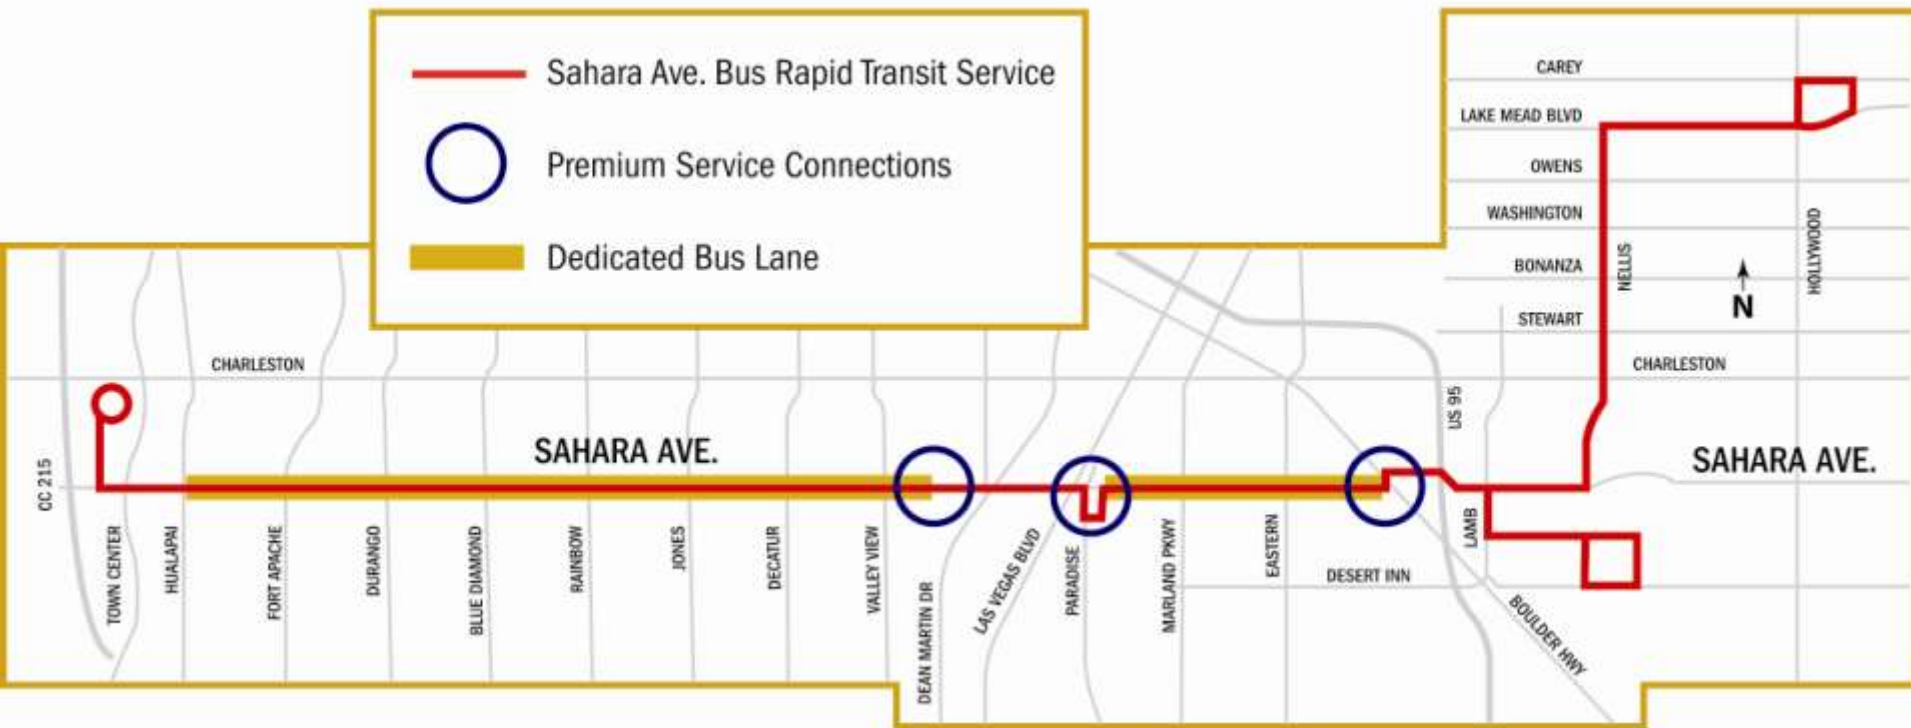 Sahara Ave. Bus Rapid Transit Service
Premium Service Connections
Dedicated Bus Lane
CAREY
LAKE MEAD BLVD
OWENS
WASHINGTON
BONANZA
STEWART
NELLIS
HOLLYWOOD
N
CHARLESTON
CHARLESTON
US 95
SAHARA AVE.
SAHARA AVE.
CC 215
TOWN CENTER
HUALAPAI
FORT APACHE
DURANGO
BLUE DIAMOND
RAINBOW
JONES
DECATUR
VALLEY VIEW
DEAN MARTIN DR
LAS VEGAS BLVD
PARADISE
MARLAND PKWY
EASTERN
DESERT INN
LAMB
BOULDER HWY